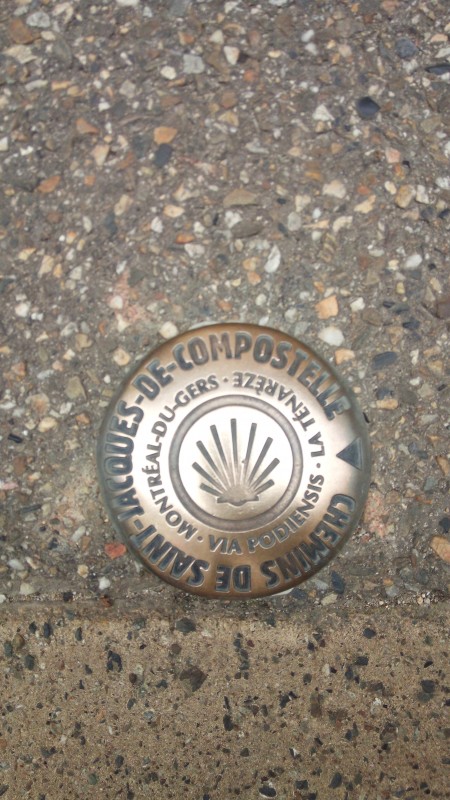 CHEMINS DE SAINT-JACQUES-DE-COMPOSTELLE
MONTRÉAL-DU-GERS · LA TÉNARÈZE · VIA PODIENSIS ·